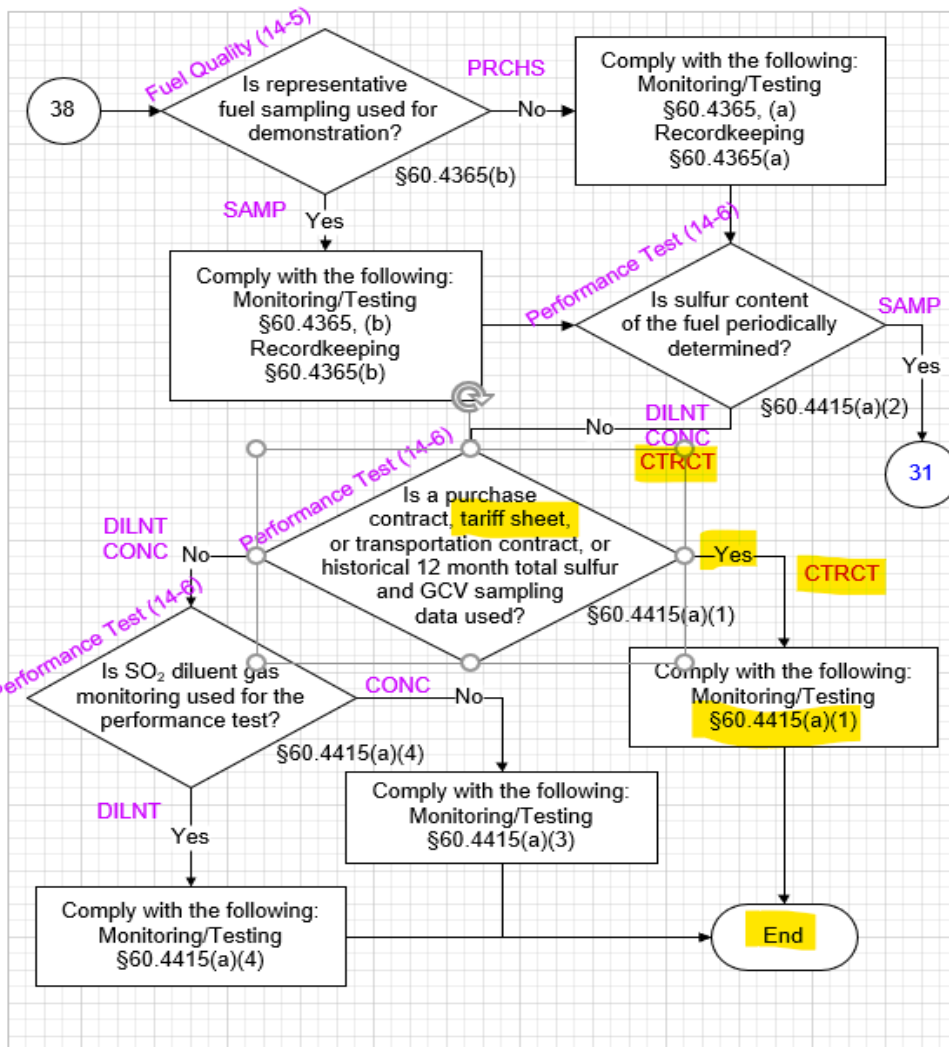 Fuel Quality (14-5)
38
Is representative
fuel sampling used for
demonstration?
§60.4365(b)
PRCHS
No
Comply with the following:
Monitoring/Testing
§60.4365, (a)
Recordkeeping
§60.4365(a)
SAMP
Yes
Comply with the following:
Monitoring/Testing
§60.4365, (b)
Recordkeeping
§60.4365(b)
Performance Test (14-6)
Is sulfur content
of the fuel periodically
determined?
§60.4415(a)(2)
SAMP
Yes
31
No
DILNT
CONC
CTRCT
Performance Test (14-6)
Is a purchase
contract, tariff sheet,
or transportation contract, or
historical 12 month total sulfur
and GCV sampling
data used?
§60.4415(a)(1)
Yes
CTRCT
Comply with the following:
Monitoring/Testing
§60.4415(a)(1)
DILNT
CONC
No
Performance Test (14-6)
Is SO₂ diluent gas
monitoring used for the
performance test?
§60.4415(a)(4)
CONC
No
Comply with the following:
Monitoring/Testing
§60.4415(a)(3)
DILNT
Yes
Comply with the following:
Monitoring/Testing
§60.4415(a)(4)
End